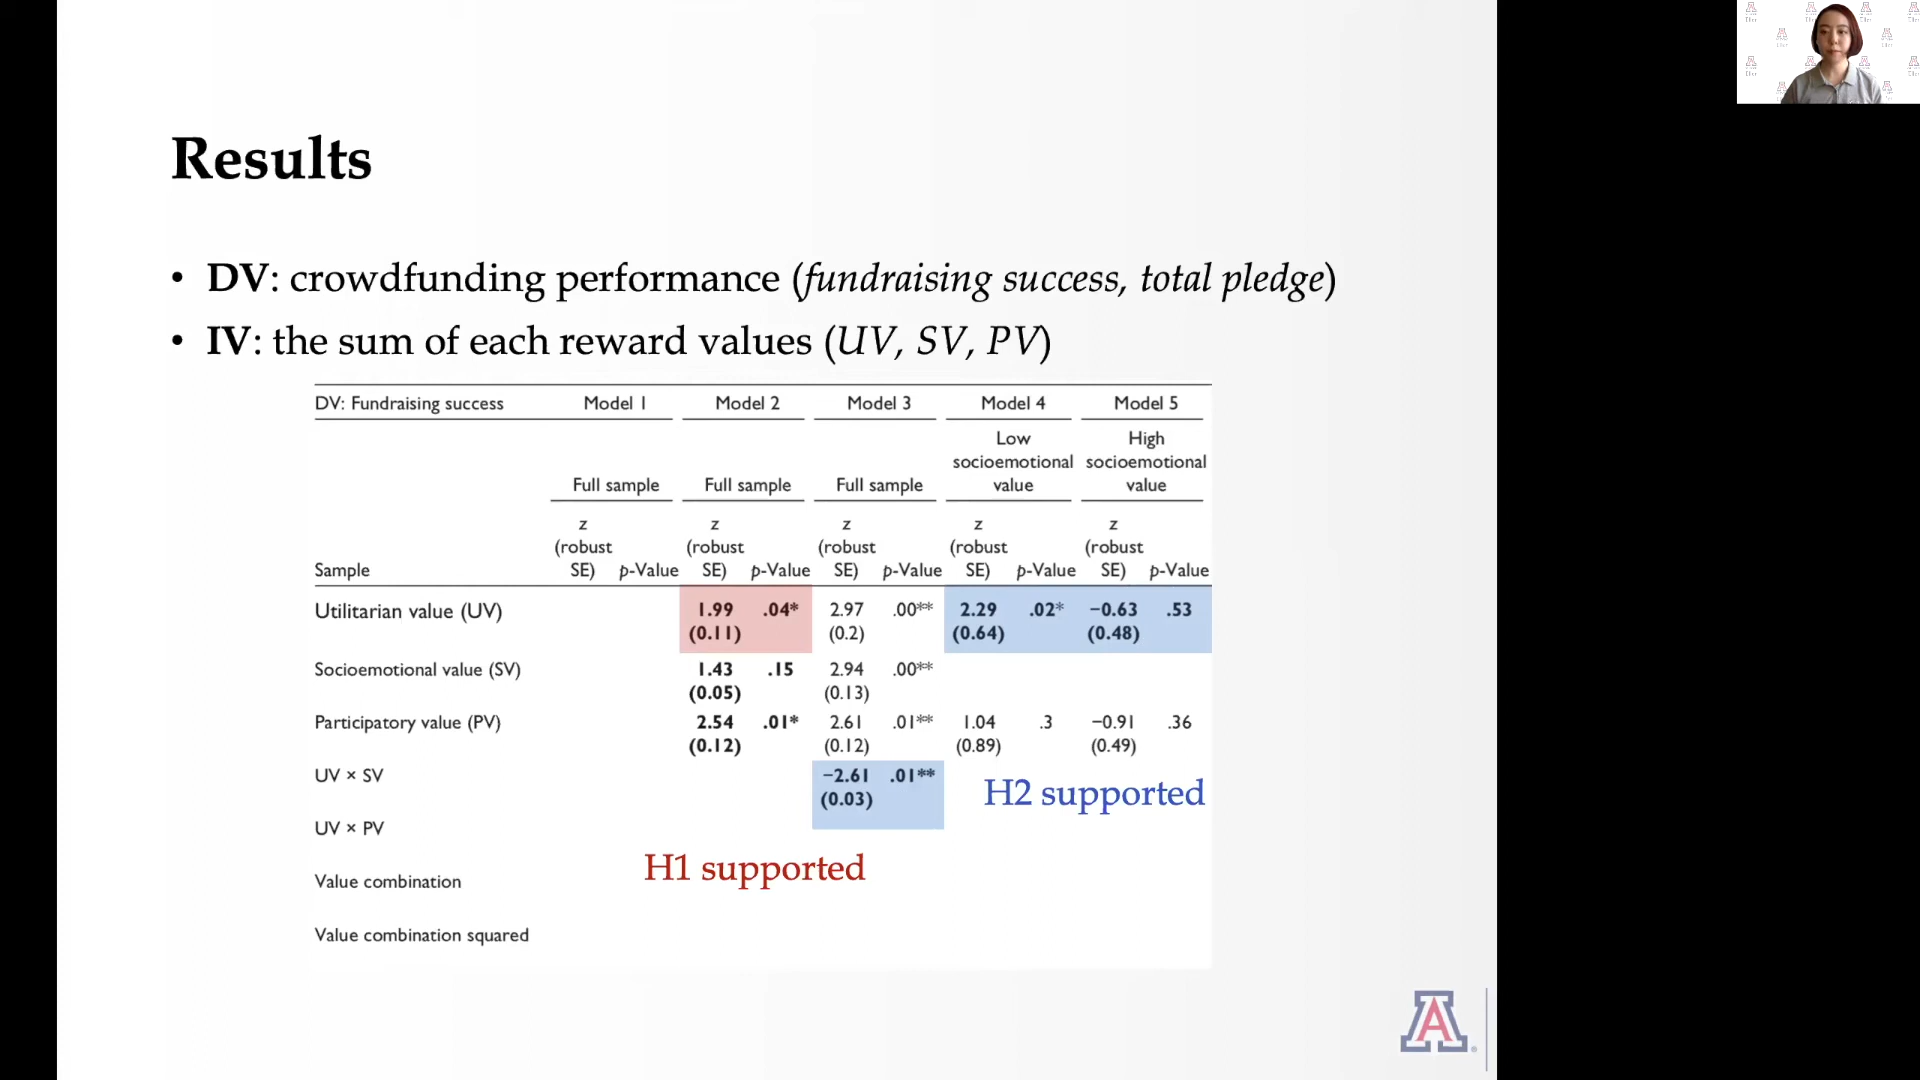 Results
• DV: crowdfunding performance (fundraising success, total pledge)
• IV: the sum of each reward values (UV, SV, PV)
DV: Fundraising success Model 1 Model 2 Model 3 Model 4 Model 5
Low High
socioemotional socioemotional
Full sample Full sample Full sample value value
z z z z z
(robust (robust (robust (robust (robust
Sample SE) p-Value SE) p-Value SE) p-Value SE) p-Value SE) p-Value
Utilitarian value (UV) 1.99 .04* 2.97 .00** 2.29 .02* −0.63 .53
(0.11) (0.2) (0.64) (0.48)
Socioemotional value (SV) 1.43 .15 2.94 .00**
(0.05) (0.13)
Participatory value (PV) 2.54 .01* 2.61 .01** 1.04 .3 −0.91 .36
(0.12) (0.12) (0.89) (0.49)
UV × SV −2.61 .01**
(0.03) H2 supported
UV × PV
H1 supported
Value combination
Value combination squared
A